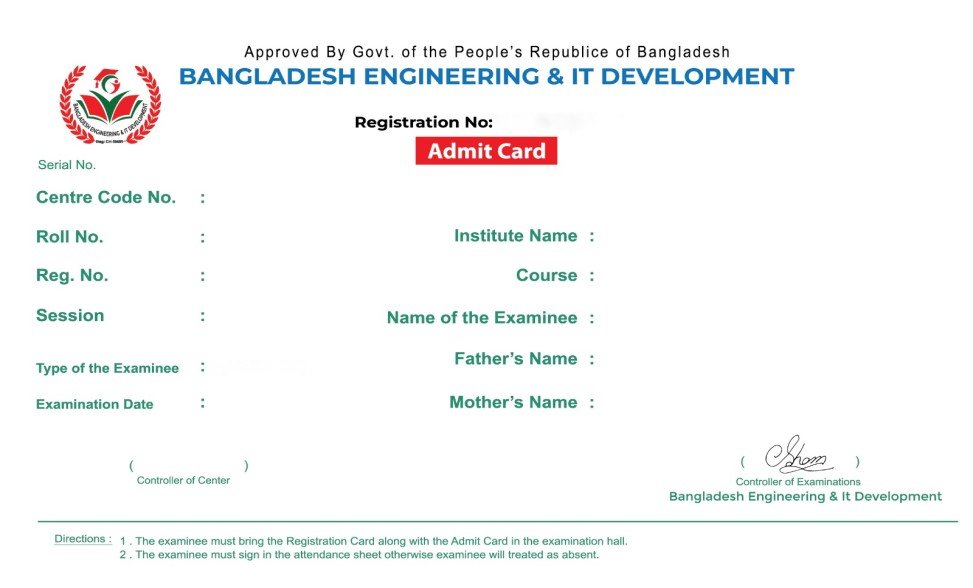 Approved By Govt. of the People's Republice of Bangladesh
BANGLADESH ENGINEERING & IT DEVELOPMENT
BANGLADESH ENGINEERING & IT DEVELOPMENT
Registration No:
Admit Card
Serial No.
Centre Code No. :
Roll No. :
Institute Name :
Reg. No. :
Course :
Session :
Name of the Examinee :
Father's Name :
Type of the Examinee :
Examination Date :
Mother's Name :
( )
Controller of Center
( Sham )
Controller of Examinations
Bangladesh Engineering & It Development
Directions : 1 . The examinee must bring the Registration Card along with the Admit Card in the examination hall.
2 . The examinee must sign in the attendance sheet otherwise examinee will treated as absent.